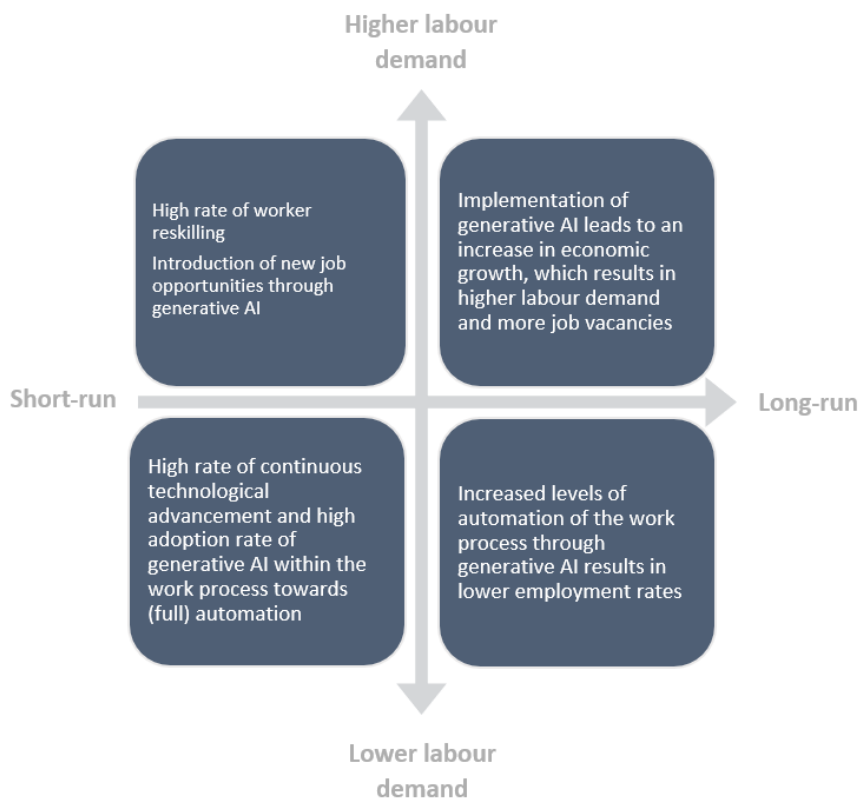 Higher labour
demand
High rate of worker
reskilling
Introduction of new job
opportunities through
generative AI
Implementation of
generative AI leads to an
increase in economic
growth, which results in
higher labour demand
and more job vacancies
Short-run
Long-run
High rate of continuous
technological
advancement and high
adoption rate of
generative AI within the
work process towards
(full) automation
Increased levels of
automation of the work
process through
generative AI results in
lower employment rates
Lower labour
demand